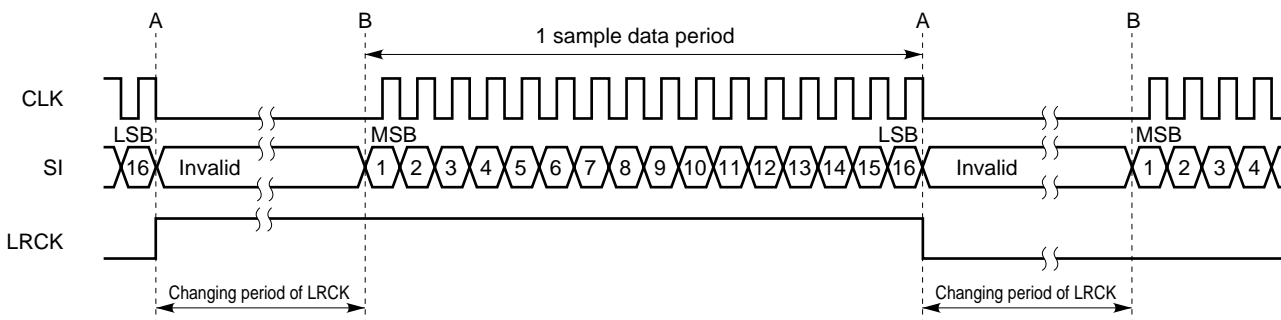 A B A B
1 sample data period
CLK
LSB MSB LSB MSB
SI 16 Invalid 1 2 3 4 5 6 7 8 9 10 11 12 13 14 15 16 Invalid 1 2 3 4
LRCK
Changing period of LRCK Changing period of LRCK